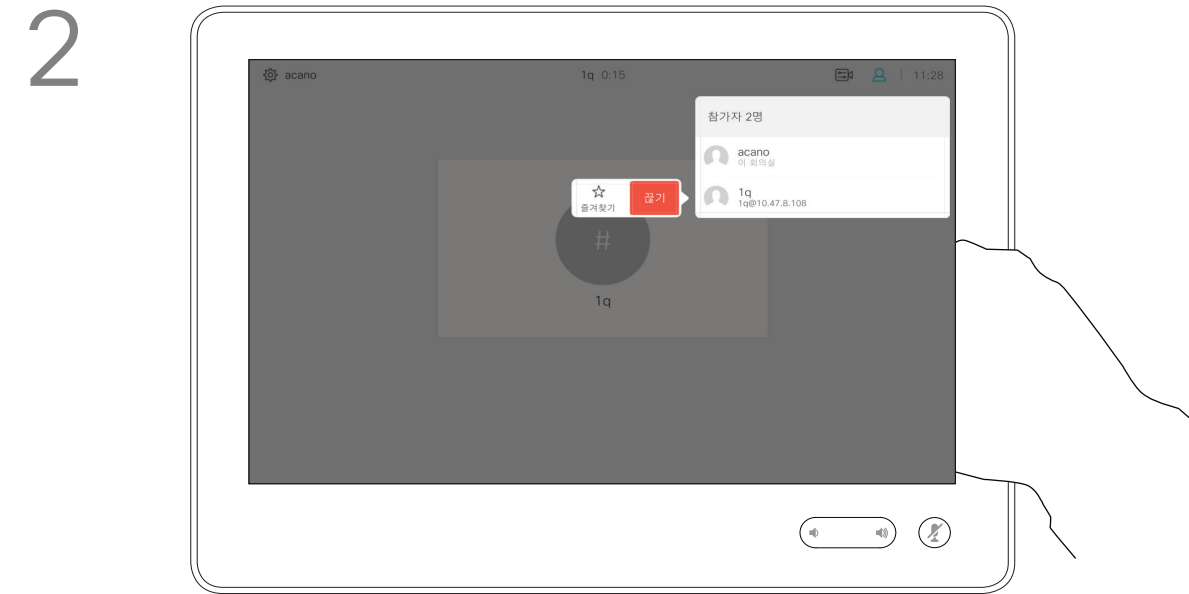 2
acano 1q 0:15 11:28
참가자 2명
acano
이 회의실
1q
1q@10.47.8.108
즐겨찾기 끊기
#
1q